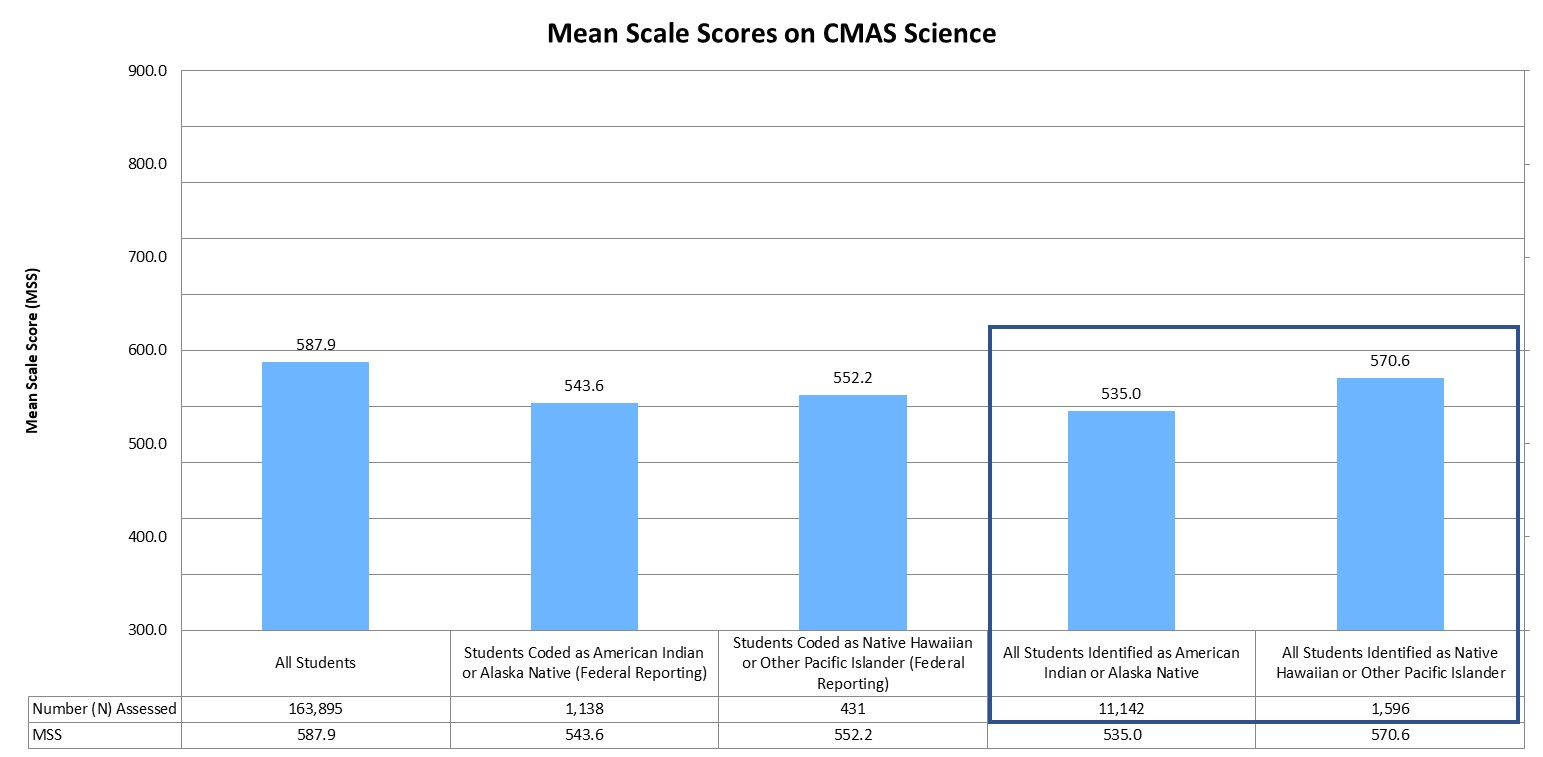 Mean Scale Scores on CMAS Science
Mean Scale Score (MSS)
900.0
800.0
700.0
600.0
500.0
400.0
300.0
587.9
543.6
552.2
535.0
570.6
All Students
Students Coded as American Indian
or Alaska Native (Federal Reporting)
Students Coded as Native Hawaiian
or Other Pacific Islander (Federal
Reporting)
All Students Identified as American
Indian or Alaska Native
All Students Identified as Native
Hawaiian or Other Pacific Islander
Number (N) Assessed 163,895 1,138 431 11,142 1,596
MSS 587.9 543.6 552.2 535.0 570.6